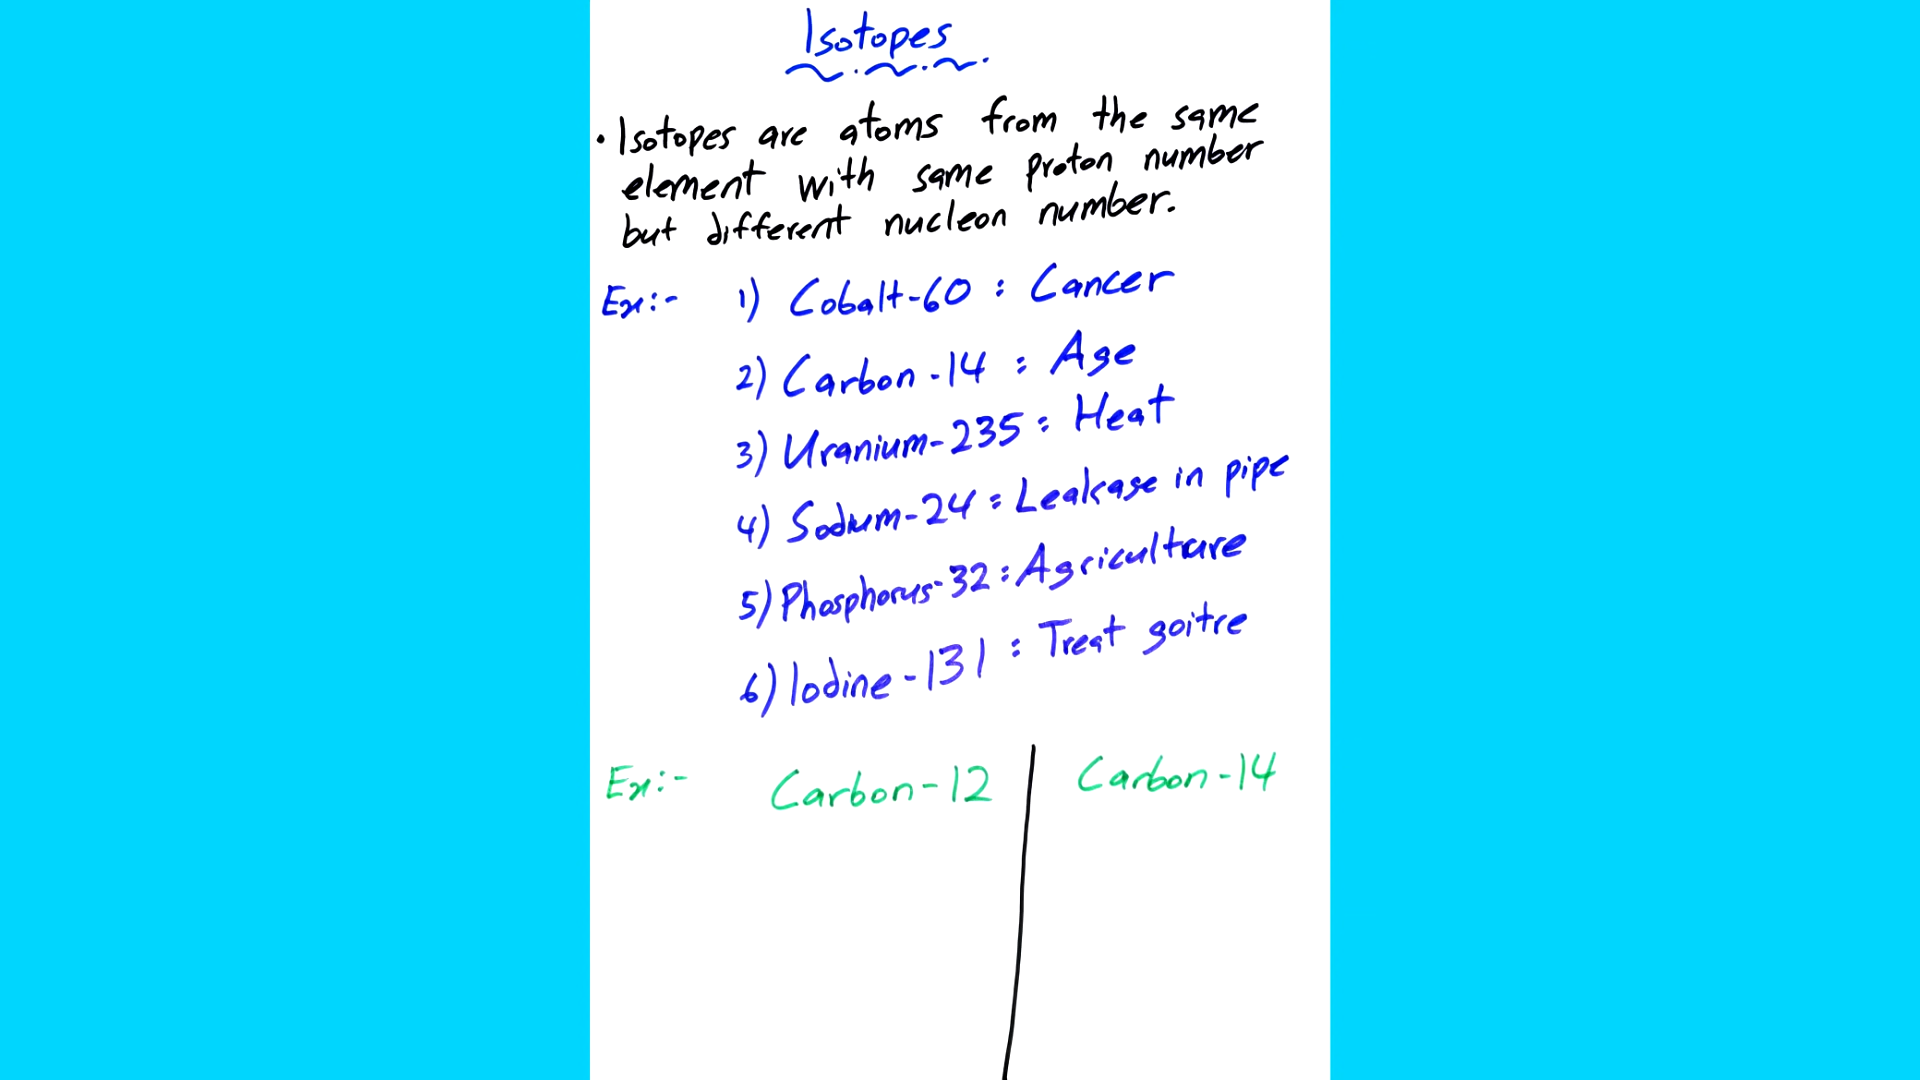 Isotopes
• Isotopes are atoms from the same
element with same proton number
but different nucleon number.
Ex:- 1) Cobalt-60 : Cancer
2) Carbon-14 : Age
3) Uranium-235 : Heat
4) Sodium-24 : Leakage in pipe
5) Phosphorus-32 : Agriculture
6) Iodine-131 : Treat goitre
Ex:- Carbon-12 | Carbon-14